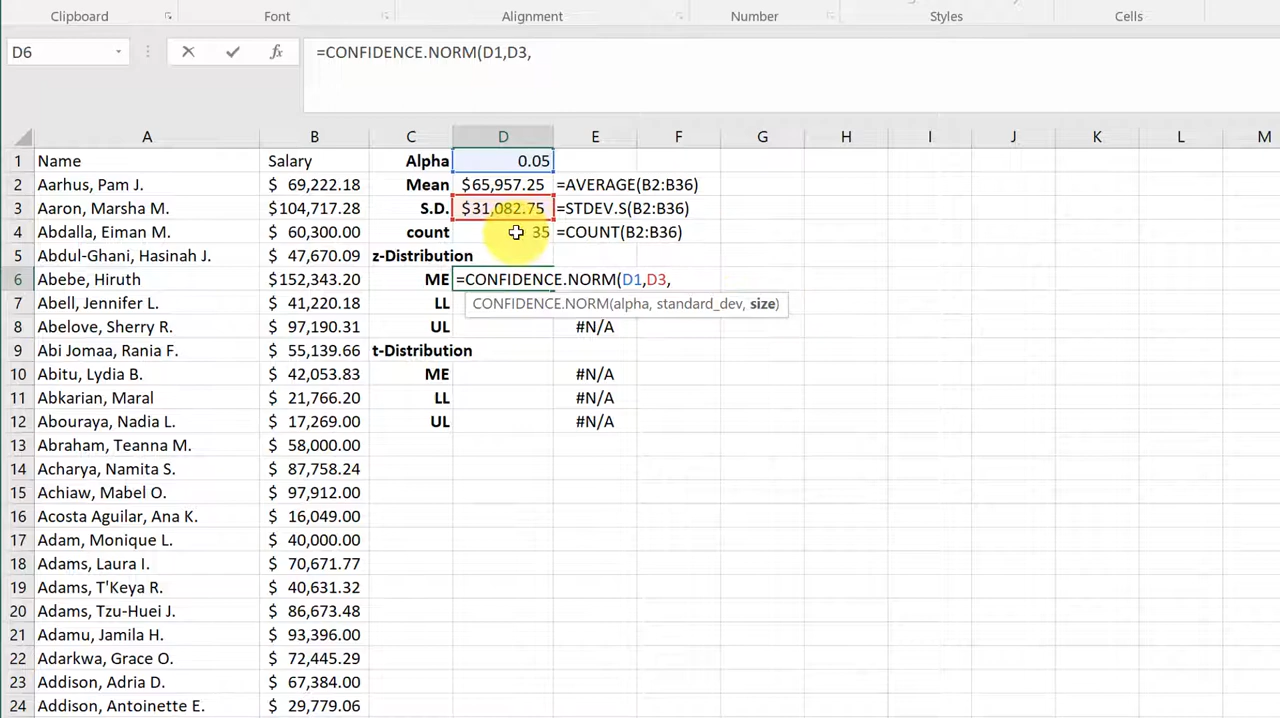 Clipboard Font Alignment Number Styles Cells
D6 fx =CONFIDENCE.NORM(D1,D3,
A B C D E F G H I J K L M
1 Name Salary Alpha 0.05
2 Aarhus, Pam J. $ 69,222.18 Mean $65,957.25 =AVERAGE(B2:B36)
3 Aaron, Marsha M. $104,717.28 S.D. $31,082.75 =STDEV.S(B2:B36)
4 Abdalla, Eiman M. $ 60,300.00 count 35 =COUNT(B2:B36)
5 Abdul-Ghani, Hasinah J. $ 47,670.09 z-Distribution
6 Abebe, Hiruth $152,343.20 ME =CONFIDENCE.NORM(D1,D3,
7 Abell, Jennifer L. $ 41,220.18 LL CONFIDENCE.NORM(alpha, standard_dev, size)
8 Abelove, Sherry R. $ 97,190.31 UL #N/A
9 Abi Jomaa, Rania F. $ 55,139.66 t-Distribution
10 Abitu, Lydia B. $ 42,053.83 ME #N/A
11 Abkarian, Maral $ 21,766.20 LL #N/A
12 Abouraya, Nadia L. $ 17,269.00 UL #N/A
13 Abraham, Teanna M. $ 58,000.00
14 Acharya, Namita S. $ 87,758.24
15 Achiaw, Mabel O. $ 97,912.00
16 Acosta Aguilar, Ana K. $ 16,049.00
17 Adam, Monique L. $ 40,000.00
18 Adams, Laura I. $ 70,671.77
19 Adams, T'Keya R. $ 40,631.32
20 Adams, Tzu-Huei J. $ 86,673.48
21 Adamu, Jamila H. $ 93,396.00
22 Adarkwa, Grace O. $ 72,445.29
23 Addison, Adria D. $ 67,384.00
24 Addison, Antoinette E. $ 29,779.06